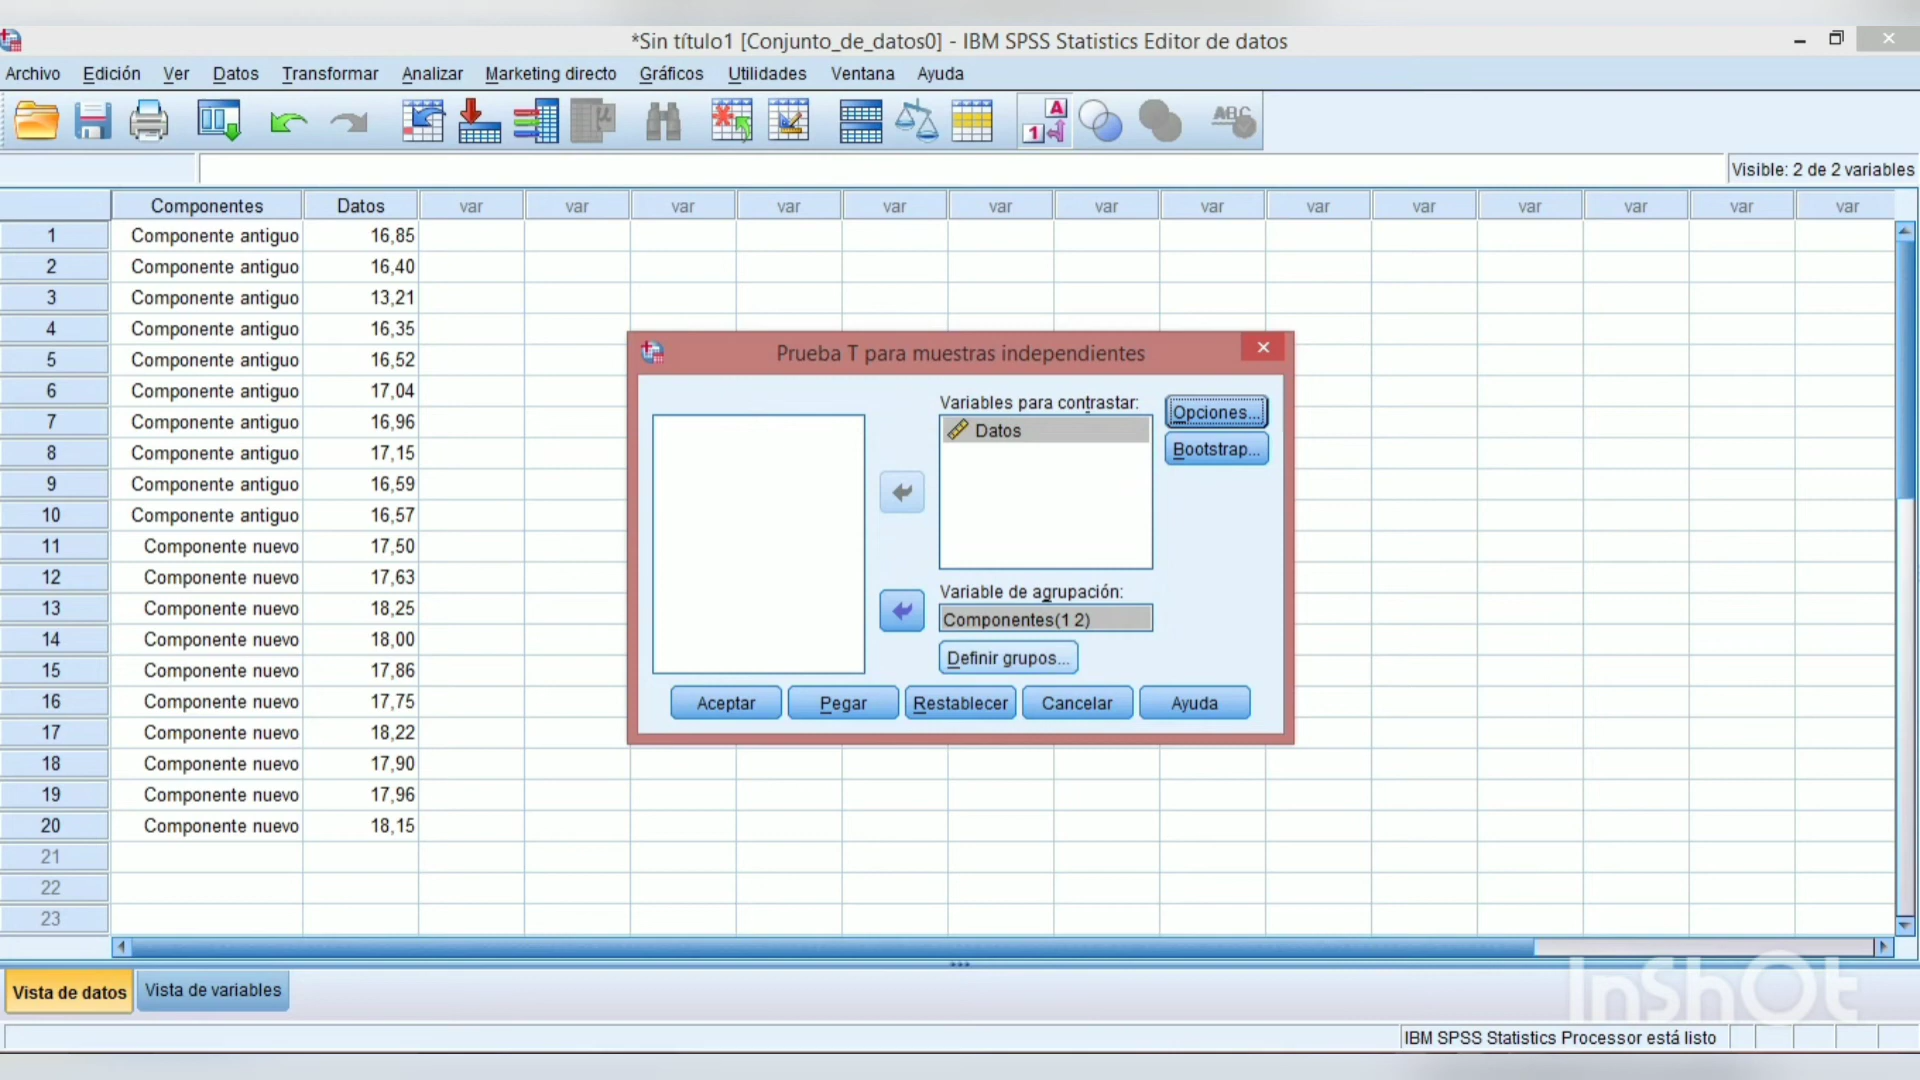 *Sin título1 [Conjunto_de_datos0] - IBM SPSS Statistics Editor de datos
Archivo Edición Ver Datos Transformar Analizar Marketing directo Gráficos Utilidades Ventana Ayuda
A
1
ABC
Visible: 2 de 2 variables
Componentes Datos var var var var var var var var var var var var var var
1 Componente antiguo 16,85
2 Componente antiguo 16,40
3 Componente antiguo 13,21
4 Componente antiguo 16,35
5 Componente antiguo 16,52
6 Componente antiguo 17,04
7 Componente antiguo 16,96
8 Componente antiguo 17,15
9 Componente antiguo 16,59
10 Componente antiguo 16,57
11 Componente nuevo 17,50
12 Componente nuevo 17,63
13 Componente nuevo 18,25
14 Componente nuevo 18,00
15 Componente nuevo 17,86
16 Componente nuevo 17,75
17 Componente nuevo 18,22
18 Componente nuevo 17,90
19 Componente nuevo 17,96
20 Componente nuevo 18,15
21
22
23
Prueba T para muestras independientes
Variables para contrastar:
Datos
Opciones...
Bootstrap...
Variable de agrupación:
Componentes(1 2)
Definir grupos...
Aceptar Pegar Restablecer Cancelar Ayuda
Vista de datos Vista de variables
InShOt
IBM SPSS Statistics Processor está listo